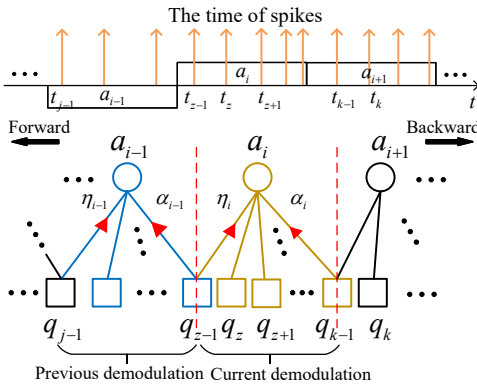 The time of spikes
... a_i ...
a_{i-1} a_{i+1}
t_{j-1} t_{z-1} t_z t_{z+1} t_{k-1} t_k t
Forward Backward
a_{i-1} a_i a_{i+1}
... ...
η_{i-1} α_{i-1} η_i α_i
... ... ... ...
q_{j-1} q_{z-1} q_z q_{z+1} q_{k-1} q_k
Previous demodulation Current demodulation